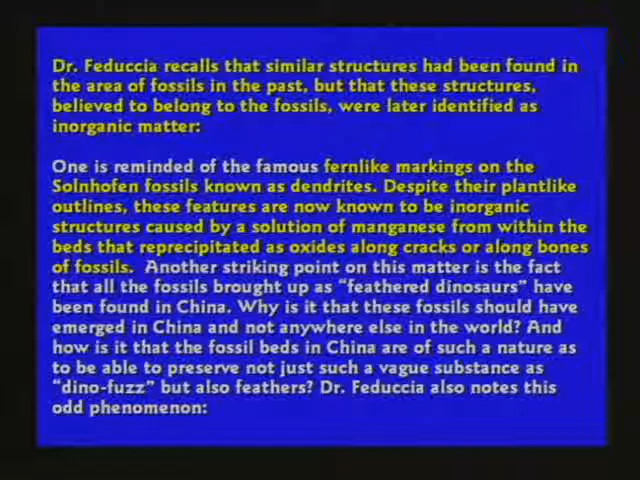 Dr. Feduccia recalls that similar structures had been found in
the area of fossils in the past, but that these structures,
believed to belong to the fossils, were later identified as
inorganic matter:
One is reminded of the famous fernlike markings on the
Solnhofen fossils known as dendrites. Despite their plantlike
outlines, these features are now known to be inorganic
structures caused by a solution of manganese from within the
beds that reprecipitated as oxides along cracks or along bones
of fossils. Another striking point on this matter is the fact
that all the fossils brought up as “feathered dinosaurs” have
been found in China. Why is it that these fossils should have
emerged in China and not anywhere else in the world? And
how is it that the fossil beds in China are of such a nature as
to be able to preserve not just such a vague substance as
“dino-fuzz” but also feathers? Dr. Feduccia also notes this
odd phenomenon: